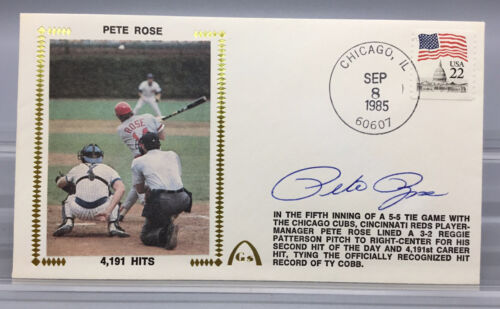 PETE ROSE
ROSE
14
4,191 HITS
Gs
CHICAGO, IL
SEP
8
1985
60607
USA
22
Pete Rose
IN THE FIFTH INNING OF A 5-5 TIE GAME WITH
THE CHICAGO CUBS, CINCINNATI REDS PLAYER-
MANAGER PETE ROSE LINED A 3-2 REGGIE
PATTERSON PITCH TO RIGHT-CENTER FOR HIS
SECOND HIT OF THE DAY AND 4,191st CAREER
HIT, TYING THE OFFICIALLY RECOGNIZED HIT
RECORD OF TY COBB.